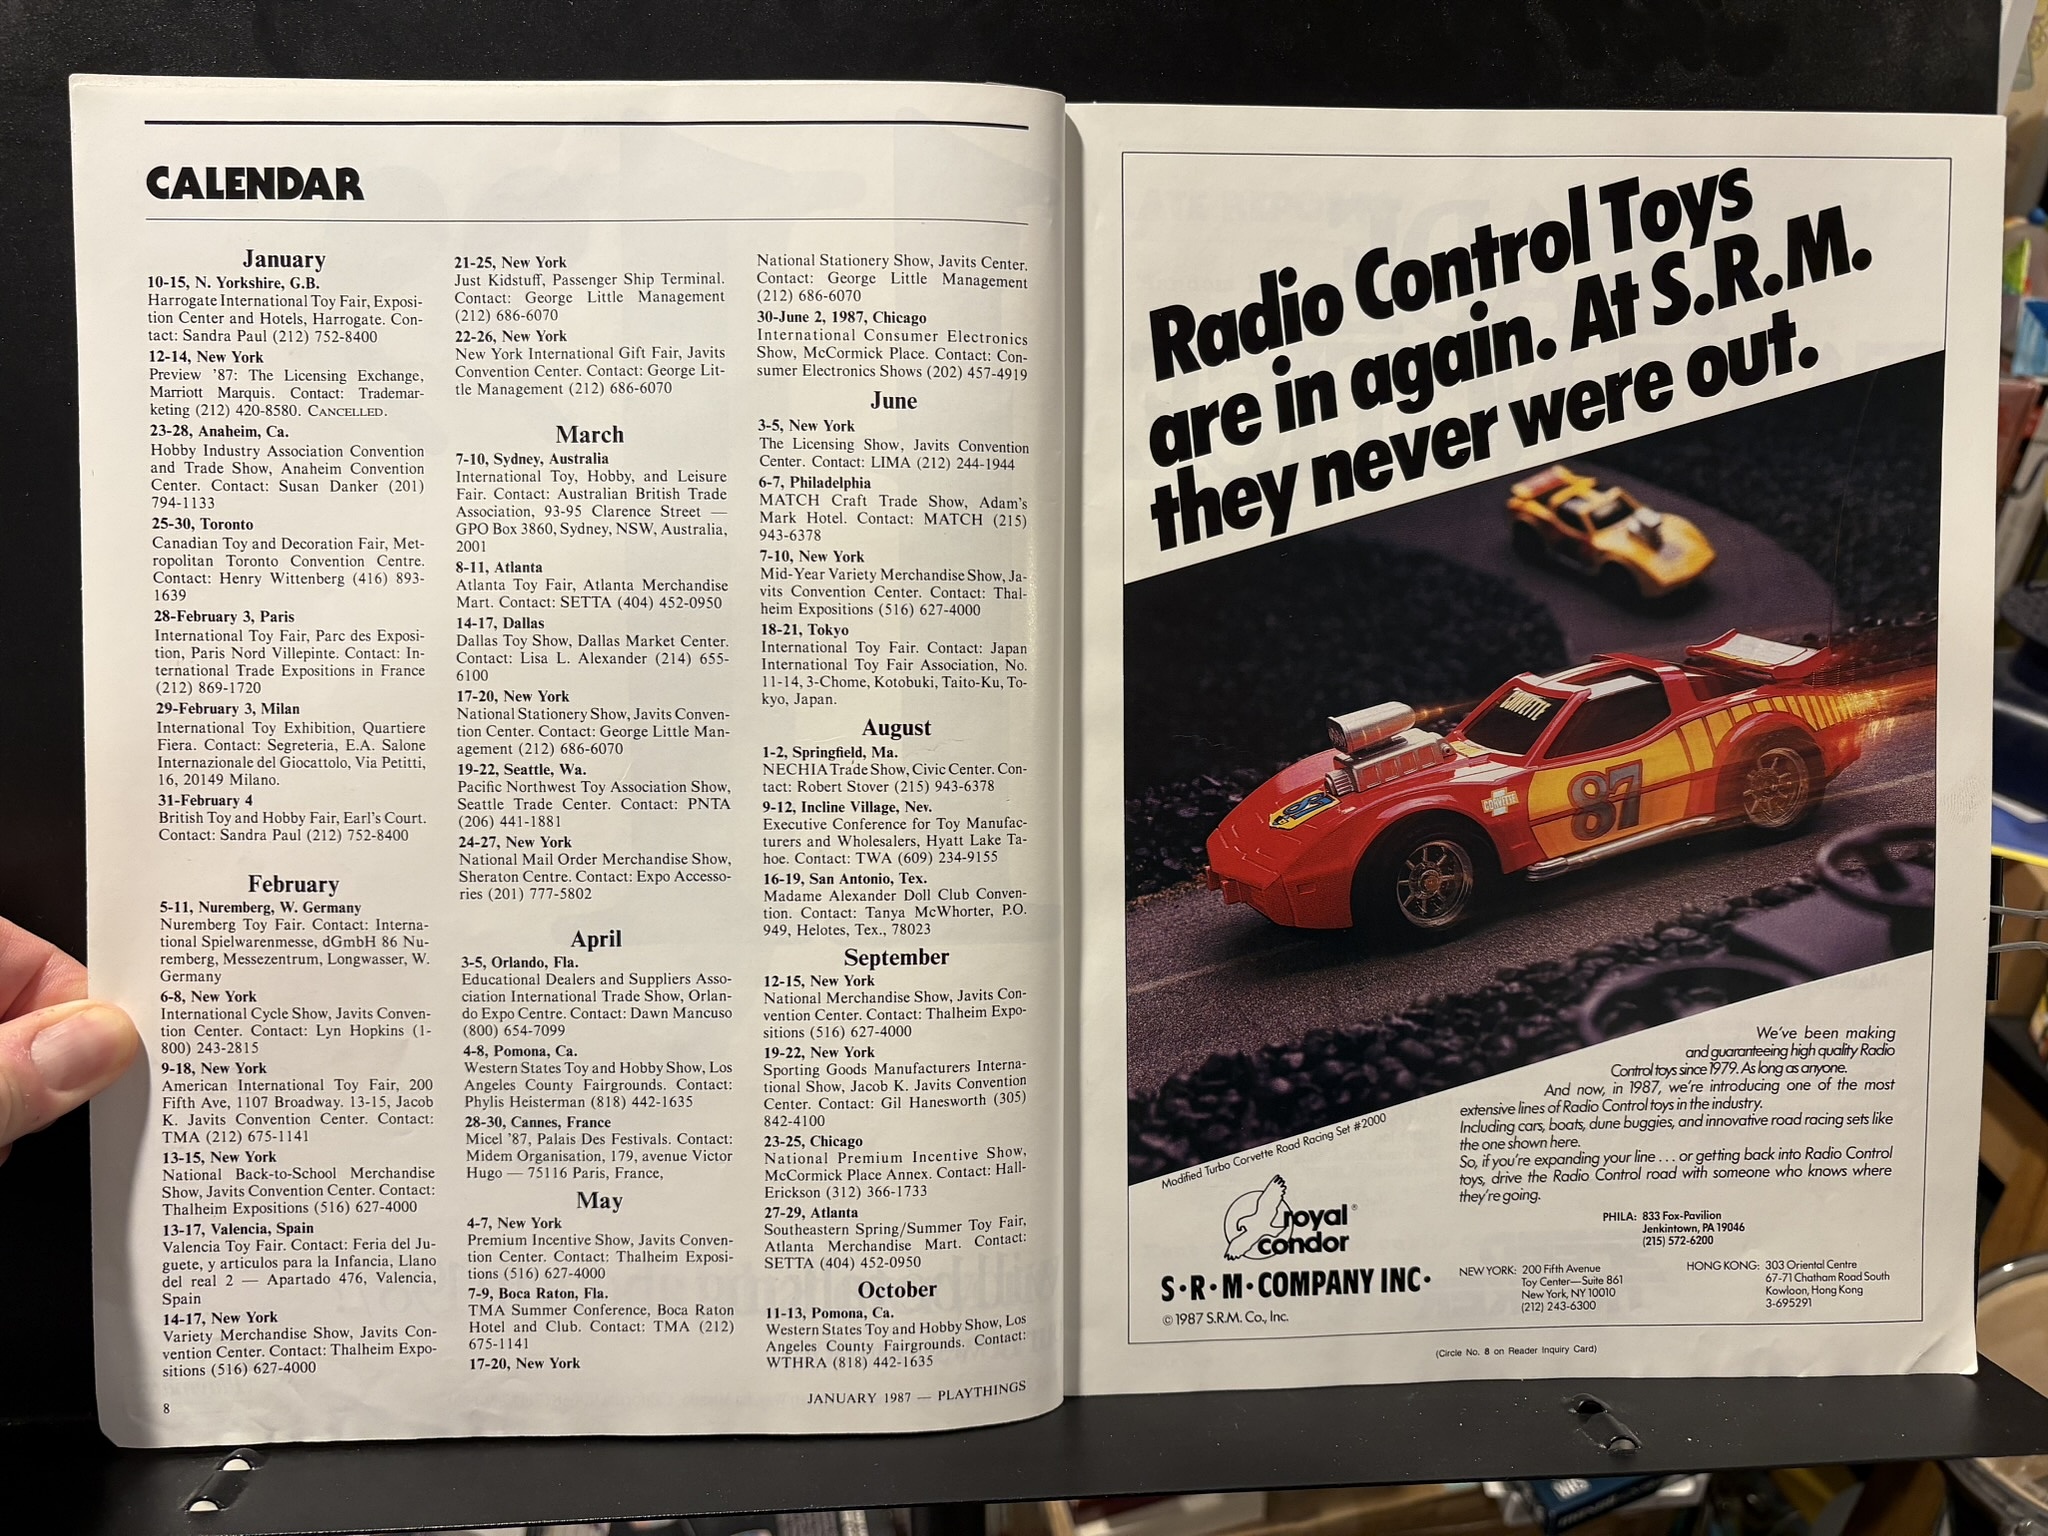 CALENDAR
January
10-15, N. Yorkshire, G.B.
Harrogate International Toy Fair, Exposi-
tion Center and Hotels, Harrogate. Con-
tact: Sandra Paul (212) 752-8400
12-14, New York
Preview '87: The Licensing Exchange,
Marriott Marquis. Contact: Trademar-
keting (212) 420-8580. CANCELLED.
23-28, Anaheim, Ca.
Hobby Industry Association Convention
and Trade Show, Anaheim Convention
Center. Contact: Susan Danker (201)
794-1133
25-30, Toronto
Canadian Toy and Decoration Fair, Met-
ropolitan Toronto Convention Centre.
Contact: Henry Wittenberg (416) 893-
1639
28-February 3, Paris
International Toy Fair, Parc des Exposi-
tion, Paris Nord Villepinte. Contact: In-
ternational Trade Expositions in France
(212) 869-1720
29-February 3, Milan
International Toy Exhibition, Quartiere
Fiera. Contact: Segreteria, E.A. Salone
Internazionale del Giocattolo, Via Petitti,
16, 20149 Milano.
31-February 4
British Toy and Hobby Fair, Earl's Court.
Contact: Sandra Paul (212) 752-8400
February
5-11, Nuremberg, W. Germany
Nuremberg Toy Fair. Contact: Interna-
tional Spielwarenmesse, dGmbH 86 Nu-
remberg, Messezentrum, Longwasser, W.
Germany
6-8, New York
International Cycle Show, Javits Conven-
tion Center. Contact: Lyn Hopkins (1-
800) 243-2815
9-18, New York
American International Toy Fair, 200
Fifth Ave, 1107 Broadway. 13-15, Jacob
K. Javits Convention Center. Contact:
TMA (212) 675-1141
13-15, New York
National Back-to-School Merchandise
Show, Javits Convention Center. Contact:
Thalheim Expositions (516) 627-4000
13-17, Valencia, Spain
Valencia Toy Fair. Contact: Feria del Ju-
guete, y articulos para la Infancia, Llano
del real 2 — Apartado 476, Valencia,
Spain
14-17, New York
Variety Merchandise Show, Javits Con-
vention Center. Contact: Thalheim Expo-
sitions (516) 627-4000
21-25, New York
Just Kidstuff, Passenger Ship Terminal.
Contact: George Little Management
(212) 686-6070
22-26, New York
New York International Gift Fair, Javits
Convention Center. Contact: George Lit-
tle Management (212) 686-6070
March
7-10, Sydney, Australia
International Toy, Hobby, and Leisure
Fair. Contact: Australian British Trade
Association, 93-95 Clarence Street —
GPO Box 3860, Sydney, NSW, Australia,
2001
8-11, Atlanta
Atlanta Toy Fair, Atlanta Merchandise
Mart. Contact: SETTA (404) 452-0950
14-17, Dallas
Dallas Toy Show, Dallas Market Center.
Contact: Lisa L. Alexander (214) 655-
6100
17-20, New York
National Stationery Show, Javits Conven-
tion Center. Contact: George Little Man-
agement (212) 686-6070
19-22, Seattle, Wa.
Pacific Northwest Toy Association Show,
Seattle Trade Center. Contact: PNTA
(206) 441-1881
24-27, New York
National Mail Order Merchandise Show,
Sheraton Centre. Contact: Expo Accesso-
ries (201) 777-5802
April
3-5, Orlando, Fla.
Educational Dealers and Suppliers Asso-
ciation International Trade Show, Orlan-
do Expo Centre. Contact: Dawn Mancuso
(800) 654-7099
4-8, Pomona, Ca.
Western States Toy and Hobby Show, Los
Angeles County Fairgrounds. Contact:
Phylis Heisterman (818) 442-1635
28-30, Cannes, France
Micel '87, Palais Des Festivals. Contact:
Midem Organisation, 179, avenue Victor
Hugo — 75116 Paris, France,
May
4-7, New York
Premium Incentive Show, Javits Conven-
tion Center. Contact: Thalheim Exposi-
tions (516) 627-4000
7-9, Boca Raton, Fla.
TMA Summer Conference, Boca Raton
Hotel and Club. Contact: TMA (212)
675-1141
17-20, New York
National Stationery Show, Javits Center.
Contact: George Little Management
(212) 686-6070
30-June 2, 1987, Chicago
International Consumer Electronics
Show, McCormick Place. Contact: Con-
sumer Electronics Shows (202) 457-4919
June
3-5, New York
The Licensing Show, Javits Convention
Center. Contact: LIMA (212) 244-1944
6-7, Philadelphia
MATCH Craft Trade Show, Adam's
Mark Hotel. Contact: MATCH (215)
943-6378
7-10, New York
Mid-Year Variety Merchandise Show, Ja-
vits Convention Center. Contact: Thal-
heim Expositions (516) 627-4000
18-21, Tokyo
International Toy Fair. Contact: Japan
International Toy Fair Association, No.
11-14, 3-Chome, Kotobuki, Taito-Ku, To-
kyo, Japan.
August
1-2, Springfield, Ma.
NECHIA Trade Show, Civic Center. Con-
tact: Robert Stover (215) 943-6378
9-12, Incline Village, Nev.
Executive Conference for Toy Manufac-
turers and Wholesalers, Hyatt Lake Ta-
hoe. Contact: TWA (609) 234-9155
16-19, San Antonio, Tex.
Madame Alexander Doll Club Conven-
tion. Contact: Tanya McWhorter, P.O.
949, Helotes, Tex., 78023
September
12-15, New York
National Merchandise Show, Javits Con-
vention Center. Contact: Thalheim Expo-
sitions (516) 627-4000
19-22, New York
Sporting Goods Manufacturers Interna-
tional Show, Jacob K. Javits Convention
Center. Contact: Gil Hanesworth (305)
842-4100
23-25, Chicago
National Premium Incentive Show,
McCormick Place Annex. Contact: Hall-
Erickson (312) 366-1733
27-29, Atlanta
Southeastern Spring/Summer Toy Fair,
Atlanta Merchandise Mart. Contact:
SETTA (404) 452-0950
October
11-13, Pomona, Ca.
Western States Toy and Hobby Show, Los
Angeles County Fairgrounds. Contact:
WTHRA (818) 442-1635
8
JANUARY 1987 — PLAYTHINGS
Radio Control Toys
are in again. At S.R.M.
they never were out.
CORVETTE
87
CORVETTE
87
We've been making
and guaranteeing high quality Radio
Control toys since 1979. As long as anyone.
And now, in 1987, we're introducing one of the most
extensive lines of Radio Control toys in the industry.
Including cars, boats, dune buggies, and innovative road racing sets like
the one shown here.
So, if you're expanding your line . . . or getting back into Radio Control
toys, drive the Radio Control road with someone who knows where
they're going.
Modified Turbo Corvette Road Racing Set #2000
royal
condor®
S·R·M·COMPANY INC·
© 1987 S.R.M. Co., Inc.
PHILA: 833 Fox-Pavilion
Jenkintown, PA 19046
(215) 572-6200
NEW YORK: 200 Fifth Avenue
Toy Center—Suite 861
New York, NY 10010
(212) 243-6300
HONG KONG: 303 Oriental Centre
67-71 Chatham Road South
Kowloon, Hong Kong
3-695291
(Circle No. 8 on Reader Inquiry Card)